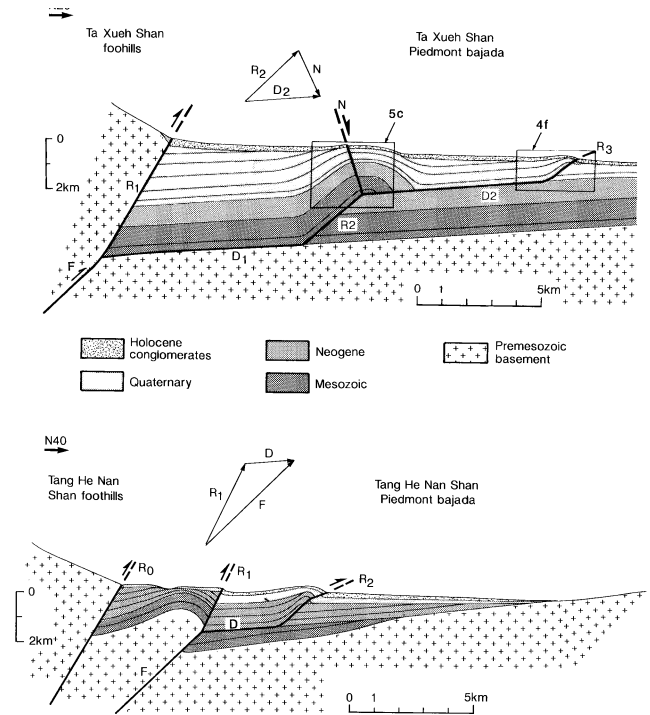 Ta Xueh Shan
foohills
Ta Xueh Shan
Piedmont bajada
R2
N
D2
N
5c
4f
R3
0
2km
R1
D2
R2
D1
F
0 1 5km
Holocene
conglomerates
Quaternary
Neogene
Mesozoic
Premesozoic
basement
N40
Tang He Nan
Shan foothills
D
R1
F
Tang He Nan Shan
Piedmont bajada
R0
R1
R2
0
2km
D
F
0 1 5km